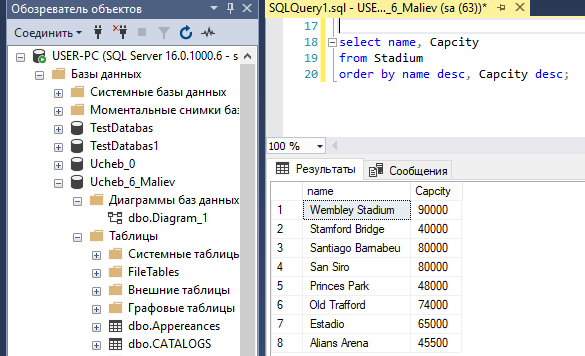 Обозреватель объектов
Соединить
USER-PC (SQL Server 16.0.1000.6 - s
Базы данных
Системные базы данных
Моментальные снимки баз
TestDatabas
TestDatabas1
Ucheb_0
Ucheb_6_Maliev
Диаграммы баз данных
dbo.Diagram_1
Таблицы
Системные таблицы
FileTables
Внешние таблицы
Графовые таблицы
dbo.Appereances
dbo.CATALOGS
SQLQuery1.sql - USE..._6_Maliev (sa (63))*
17
18 select name, Capcity
19 from Stadium
20 order by name desc, Capcity desc;
100 %
Результаты Сообщения
name Capcity
1 Wembley Stadium 90000
2 Stamford Bridge 40000
3 Santiago Barnabeu 80000
4 San Siro 80000
5 Princes Park 48000
6 Old Trafford 74000
7 Estadio 65000
8 Alians Arena 45500